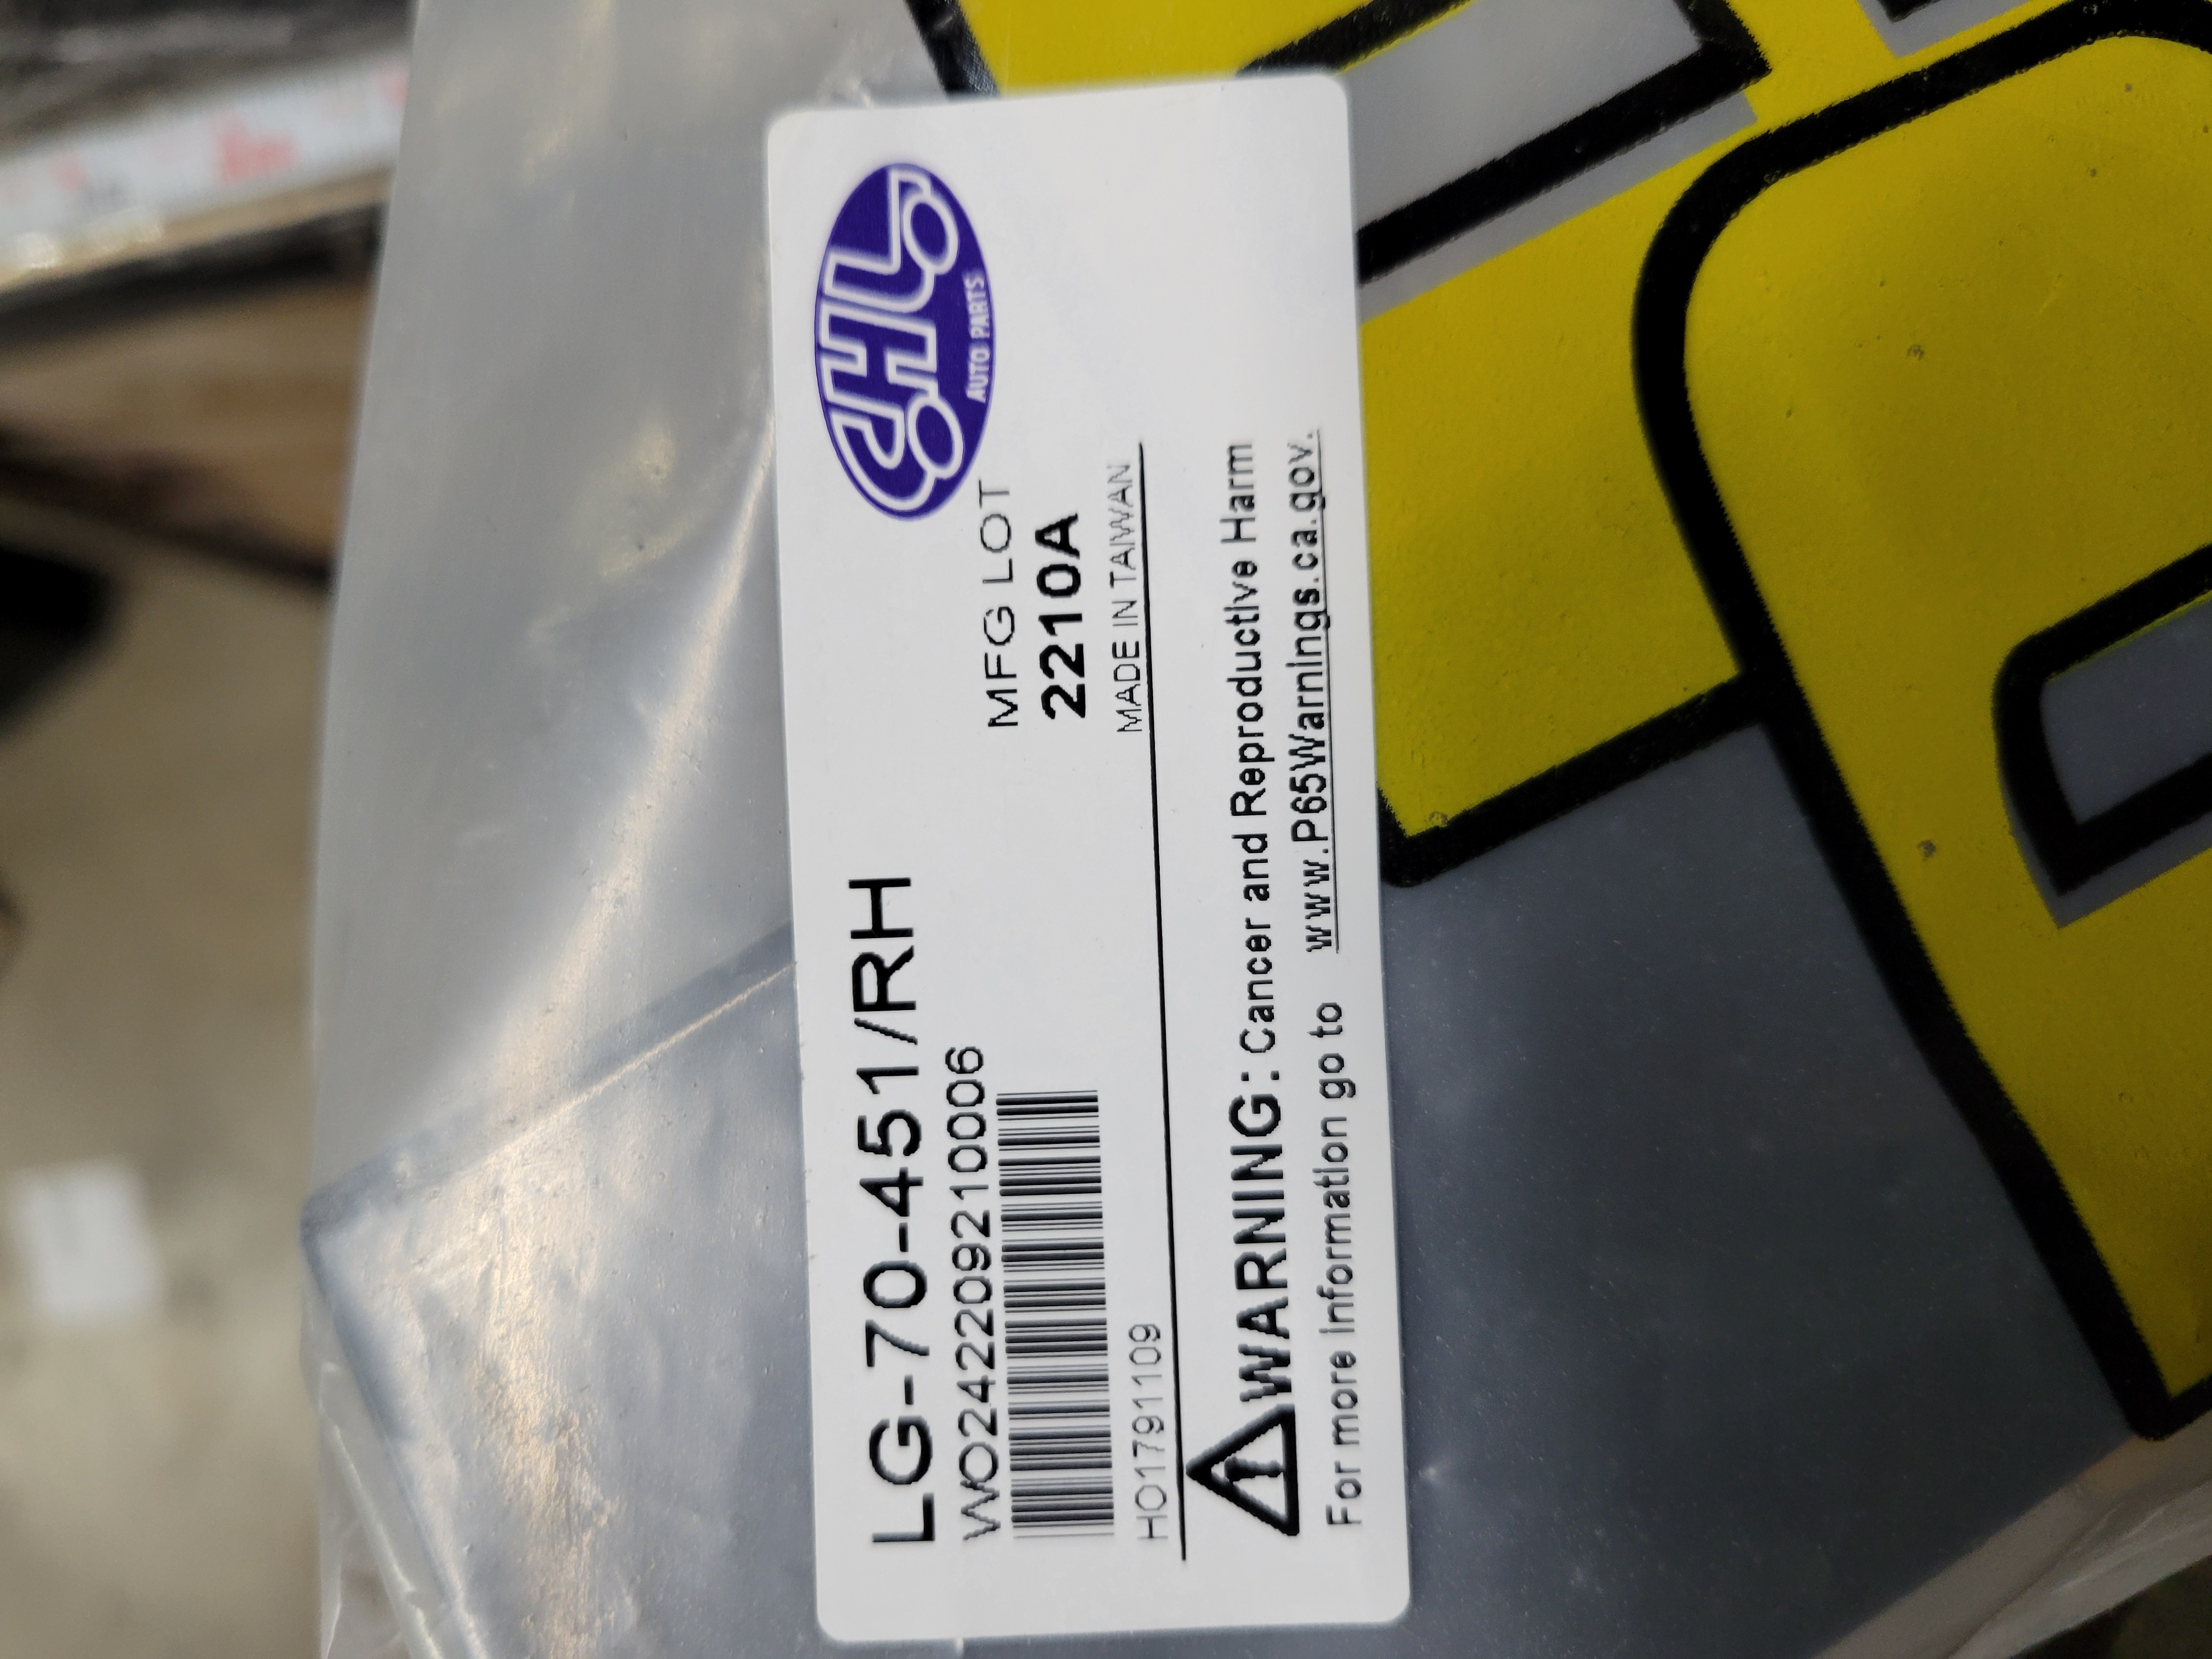 CHL
AUTO PARTS
LG-70-451/RH
WO242209210006
MFG LOT
2210A
HO1791109
MADE IN TAIWAN
WARNING: Cancer and Reproductive Harm
For more information go to www.P65Warnings.ca.gov.